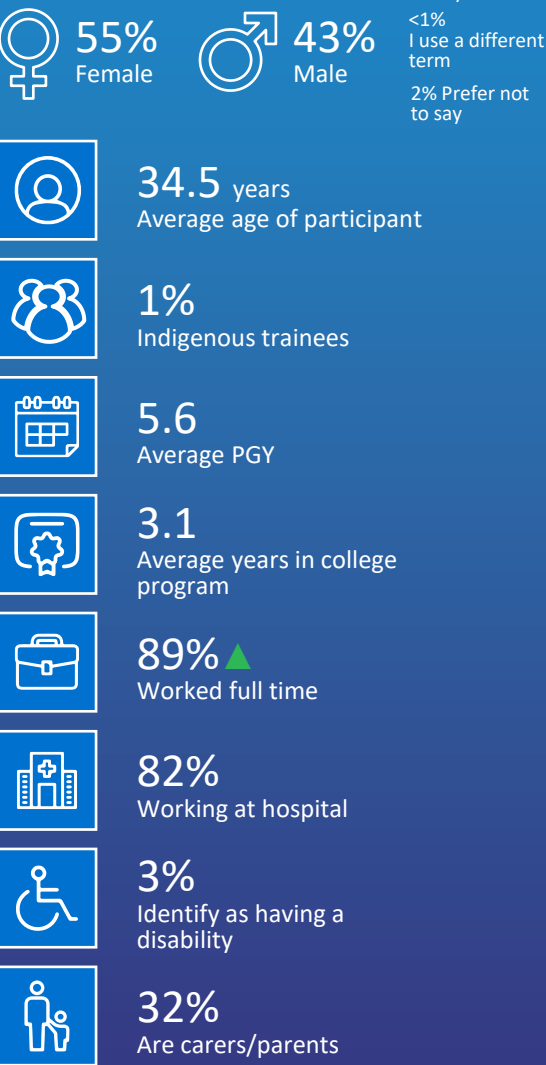 55%
Female
43%
Male
<1%
I use a different
term
2% Prefer not
to say
34.5 years
Average age of participant
1%
Indigenous trainees
5.6
Average PGY
3.1
Average years in college
program
89%
Worked full time
82%
Working at hospital
3%
Identify as having a
disability
32%
Are carers/parents